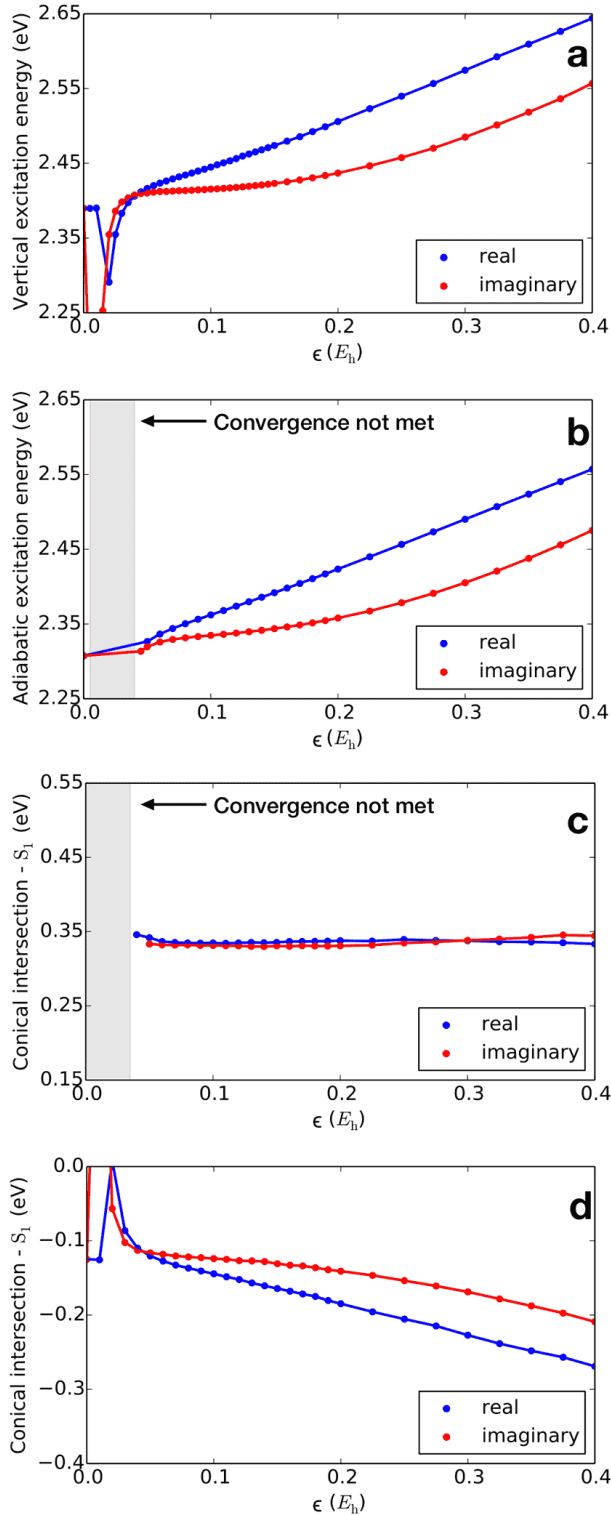 2.65
a
2.55
2.45
2.35
2.25
Vertical excitation energy (eV)
real
imaginary
0.0 0.1 0.2 0.3 0.4
ϵ (Eh)
2.65
b
Convergence not met
2.55
2.45
2.35
2.25
Adiabatic excitation energy (eV)
real
imaginary
0.0 0.1 0.2 0.3 0.4
ϵ (Eh)
0.55
c
Convergence not met
0.45
0.35
0.25
0.15
Conical intersection - S1 (eV)
real
imaginary
0.0 0.1 0.2 0.3 0.4
ϵ (Eh)
0.0
d
−0.1
−0.2
−0.3
−0.4
Conical intersection - S1 (eV)
real
imaginary
0.0 0.1 0.2 0.3 0.4
ϵ (Eh)